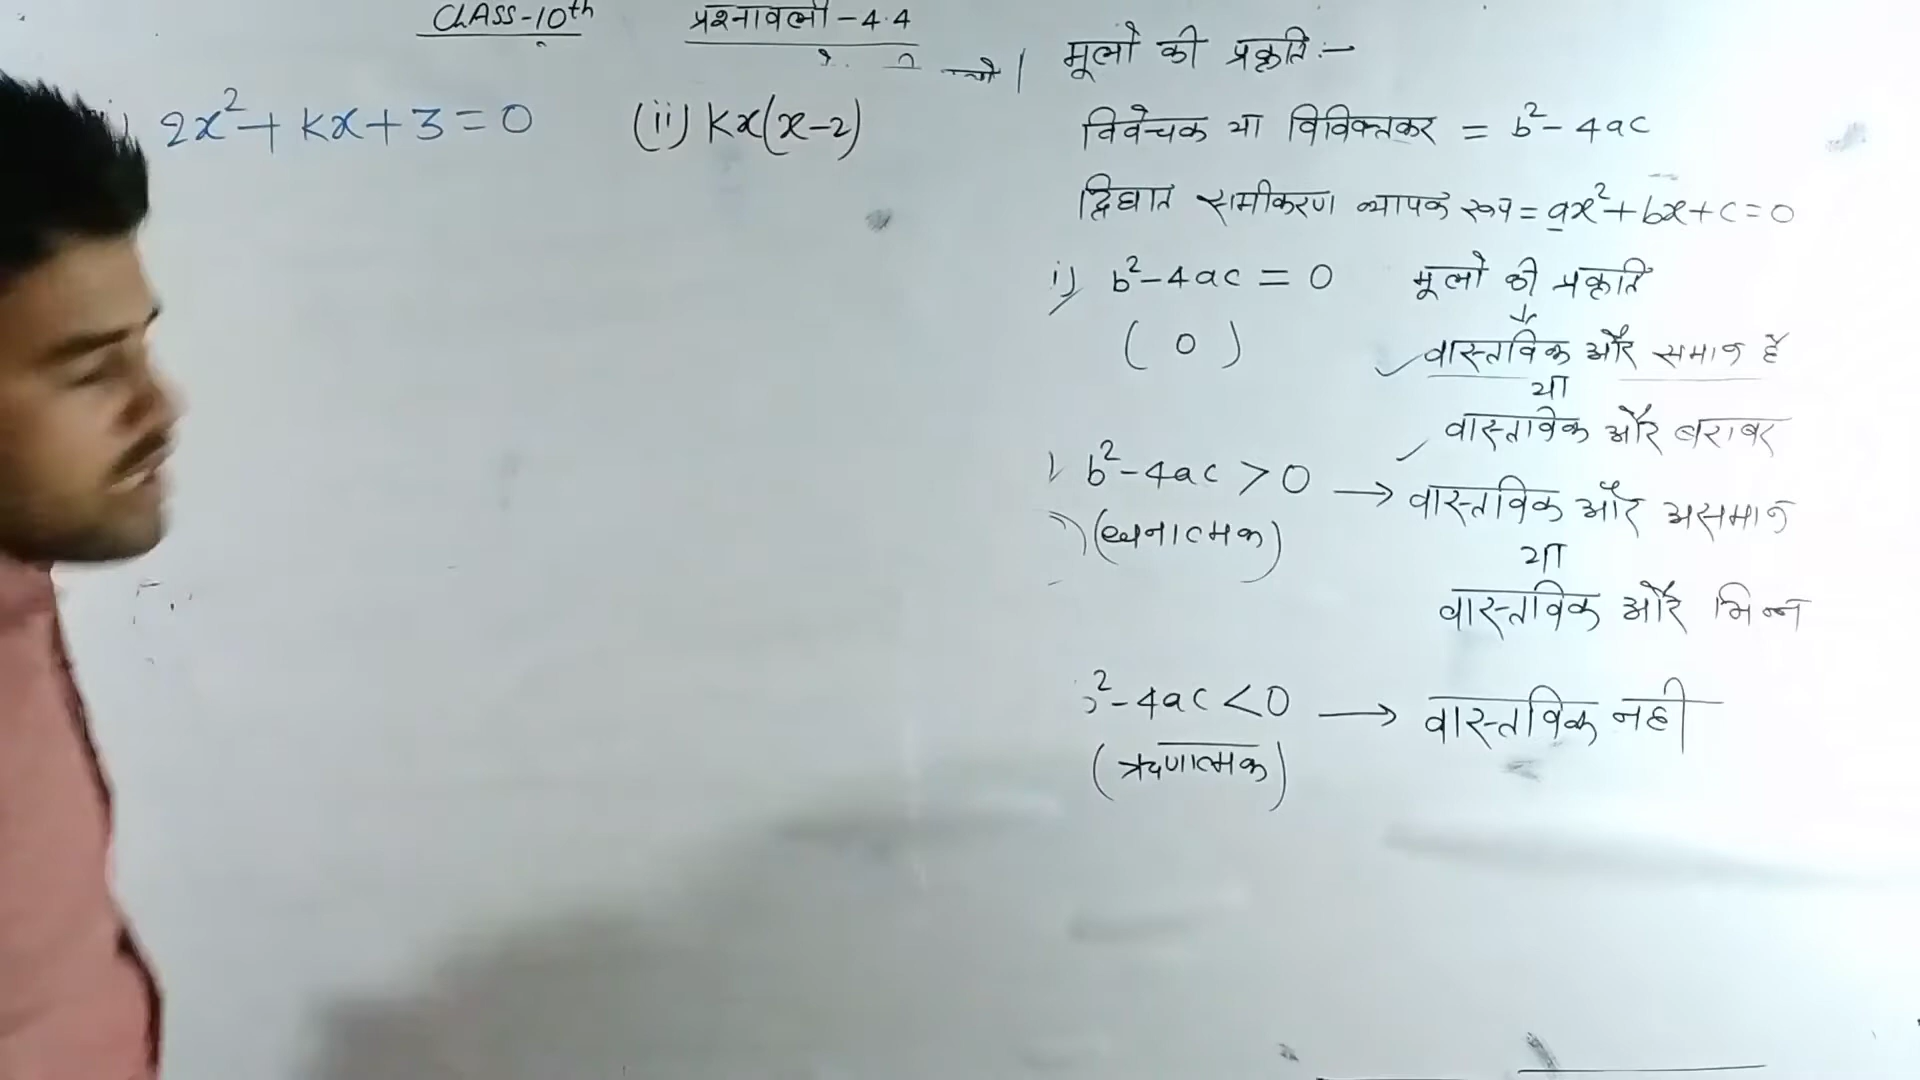 CLASS-10th प्रश्नावली-4.4
2x²+kx+3=0 (ii) kx(x-2)
मूलो की प्रकृति:-
विवेचक या विविक्तकर = b²-4ac
द्विघात समीकरण व्यापक रूप = ax²+bx+c=0
i) b²-4ac = 0 मूलो की प्रकृति
( 0 ) वास्तविक और समान है
या
वास्तविक और बराबर
b²-4ac > 0 → वास्तविक और असमान
(धनात्मक) या
वास्तविक और भिन्न
²-4ac <0 → वास्तविक नही
(ऋणात्मक)